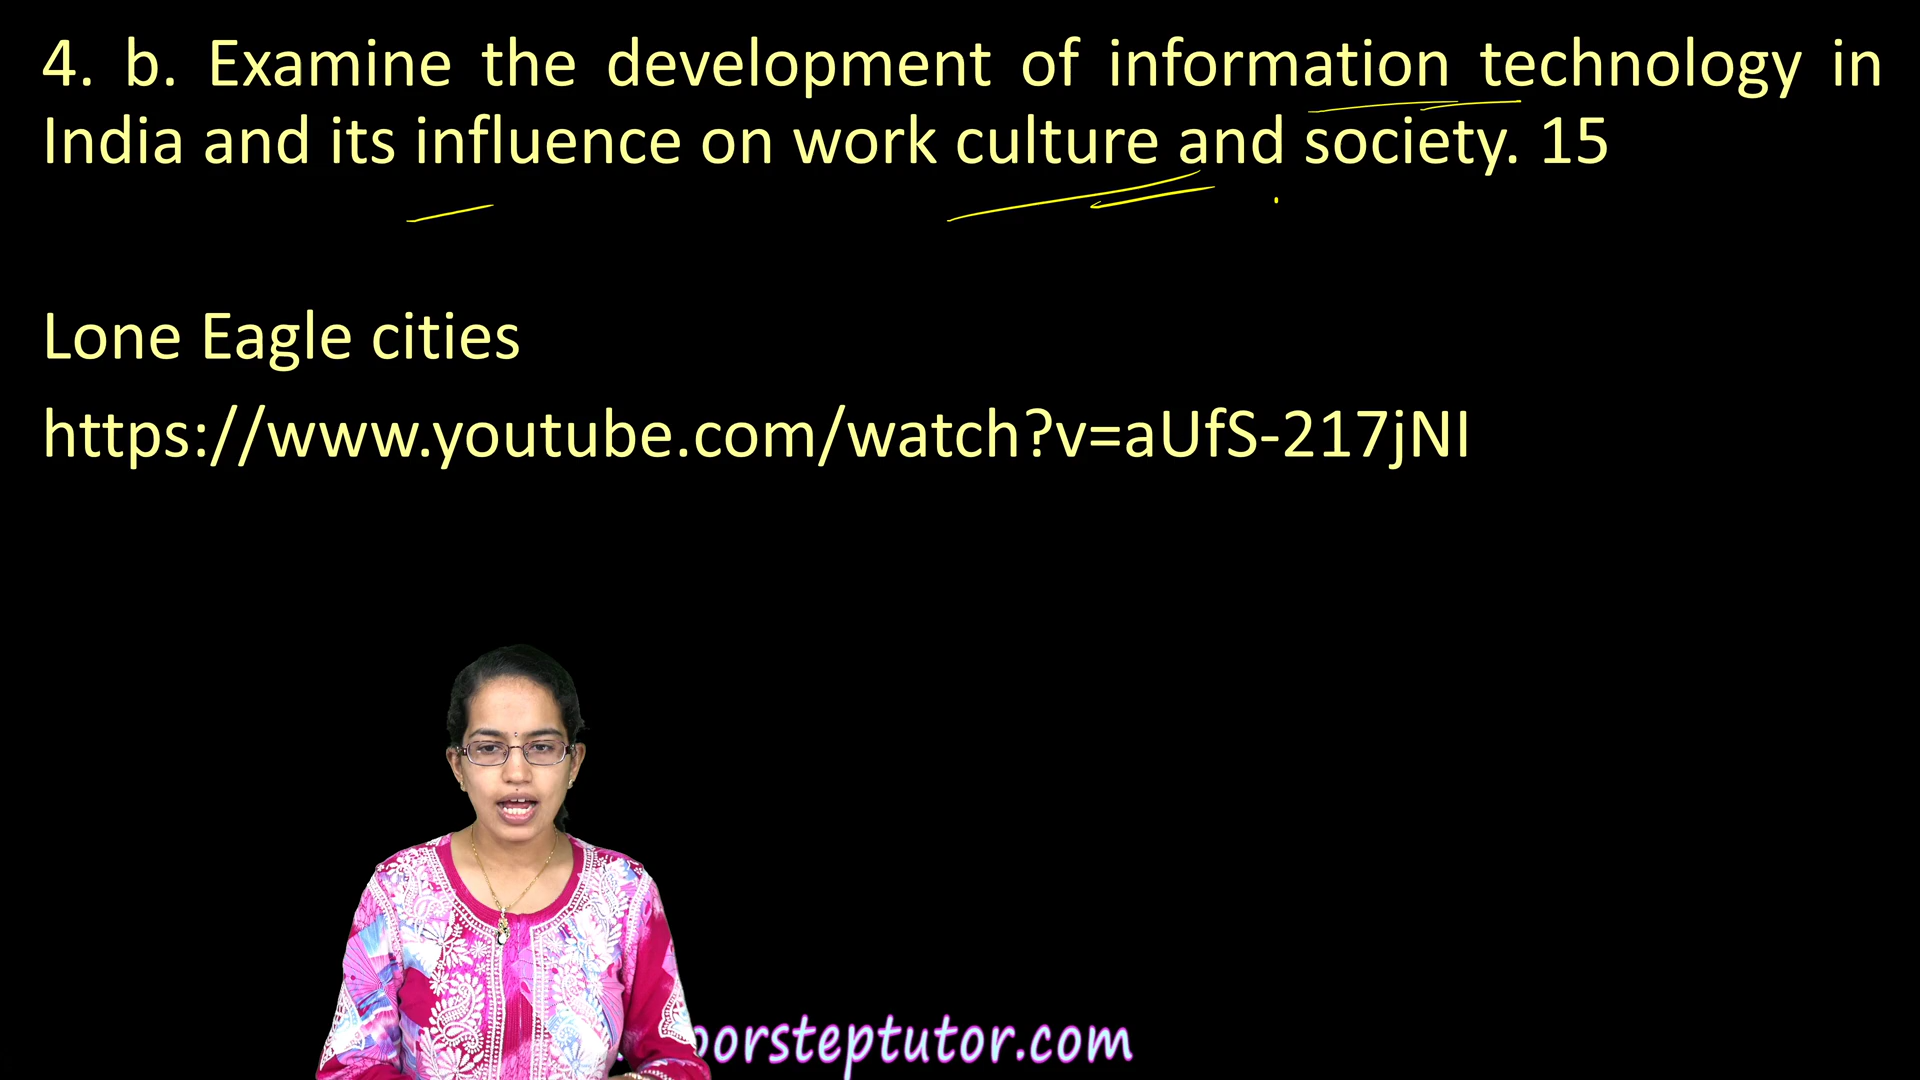 4. b. Examine the development of information technology in
India and its influence on work culture and society. 15
Lone Eagle cities
https://www.youtube.com/watch?v=aUfS-217jNI
oorsteptutor.com